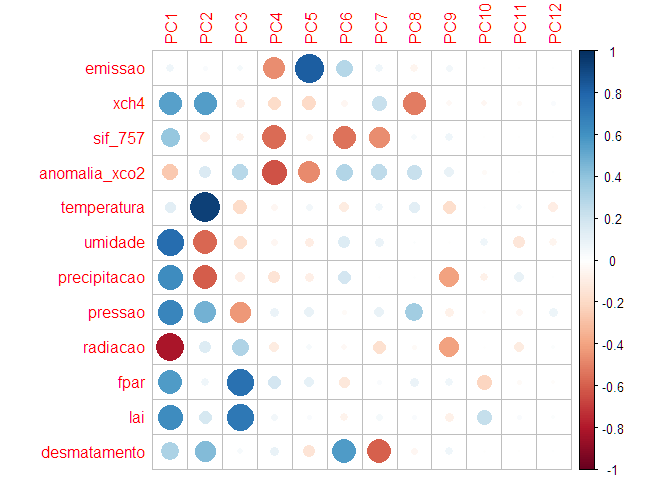 PC1 PC2 PC3 PC4 PC5 PC6 PC7 PC8 PC9 PC10 PC11 PC12
emissao
xch4
sif_757
anomalia_xco2
temperatura
umidade
precipitacao
pressao
radiacao
fpar
lai
desmatamento
1
0.8
0.6
0.4
0.2
0
-0.2
-0.4
-0.6
-0.8
-1